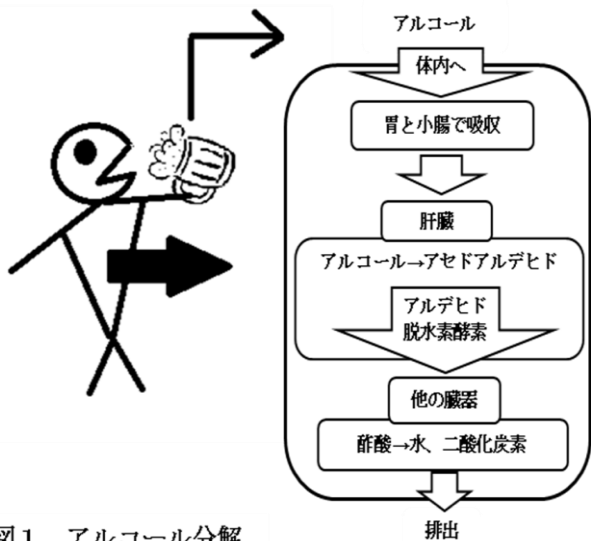 アルコール
体内へ
胃と小腸で吸収
肝臓
アルコール→アセドアルデヒド
アルデヒド
脱水素酵素
他の臓器
酢酸→水、二酸化炭素
排出
図1 アルコール分解